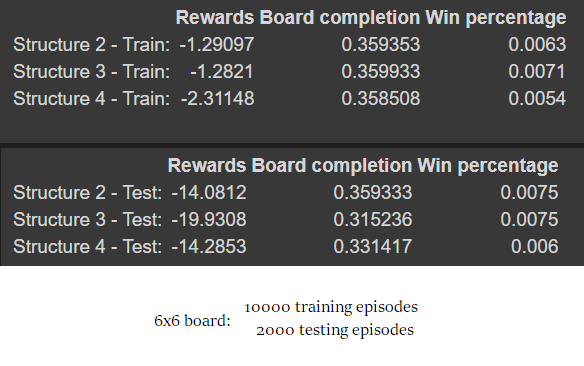 Rewards Board completion Win percentage
Structure 2 - Train: -1.29097 0.359353 0.0063
Structure 3 - Train: -1.2821 0.359933 0.0071
Structure 4 - Train: -2.31148 0.358508 0.0054
Rewards Board completion Win percentage
Structure 2 - Test: -14.0812 0.359333 0.0075
Structure 3 - Test: -19.9308 0.315236 0.0075
Structure 4 - Test: -14.2853 0.331417 0.006
6x6 board:
10000 training episodes
2000 testing episodes